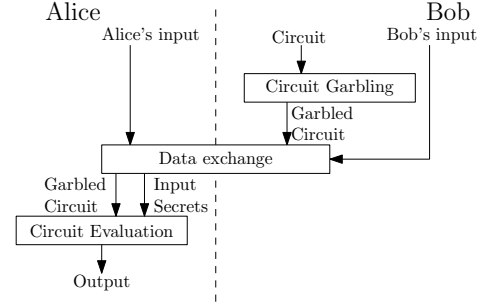 Alice
Bob
Alice's input
Circuit
Bob's input
Circuit Garbling
Garbled
Circuit
Data exchange
Garbled
Circuit
Input
Secrets
Circuit Evaluation
Output